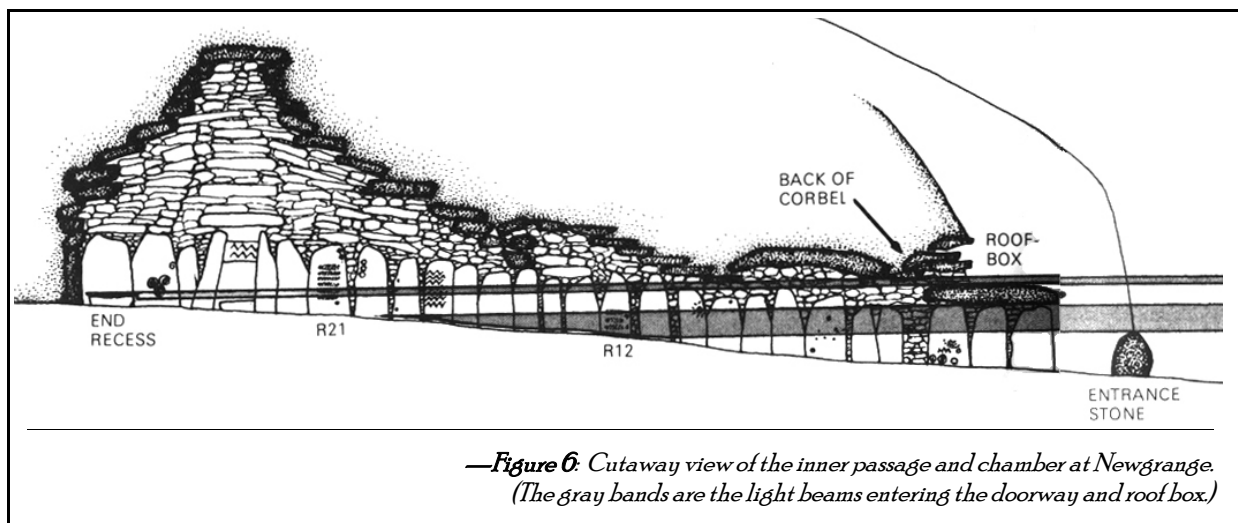 BACK OF
CORBEL
ROOF-
BOX
END
RECESS
R21
R12
ENTRANCE
STONE
—Figure 6: Cutaway view of the inner passage and chamber at Newgrange.
(The gray bands are the light beams entering the doorway and roof box.)